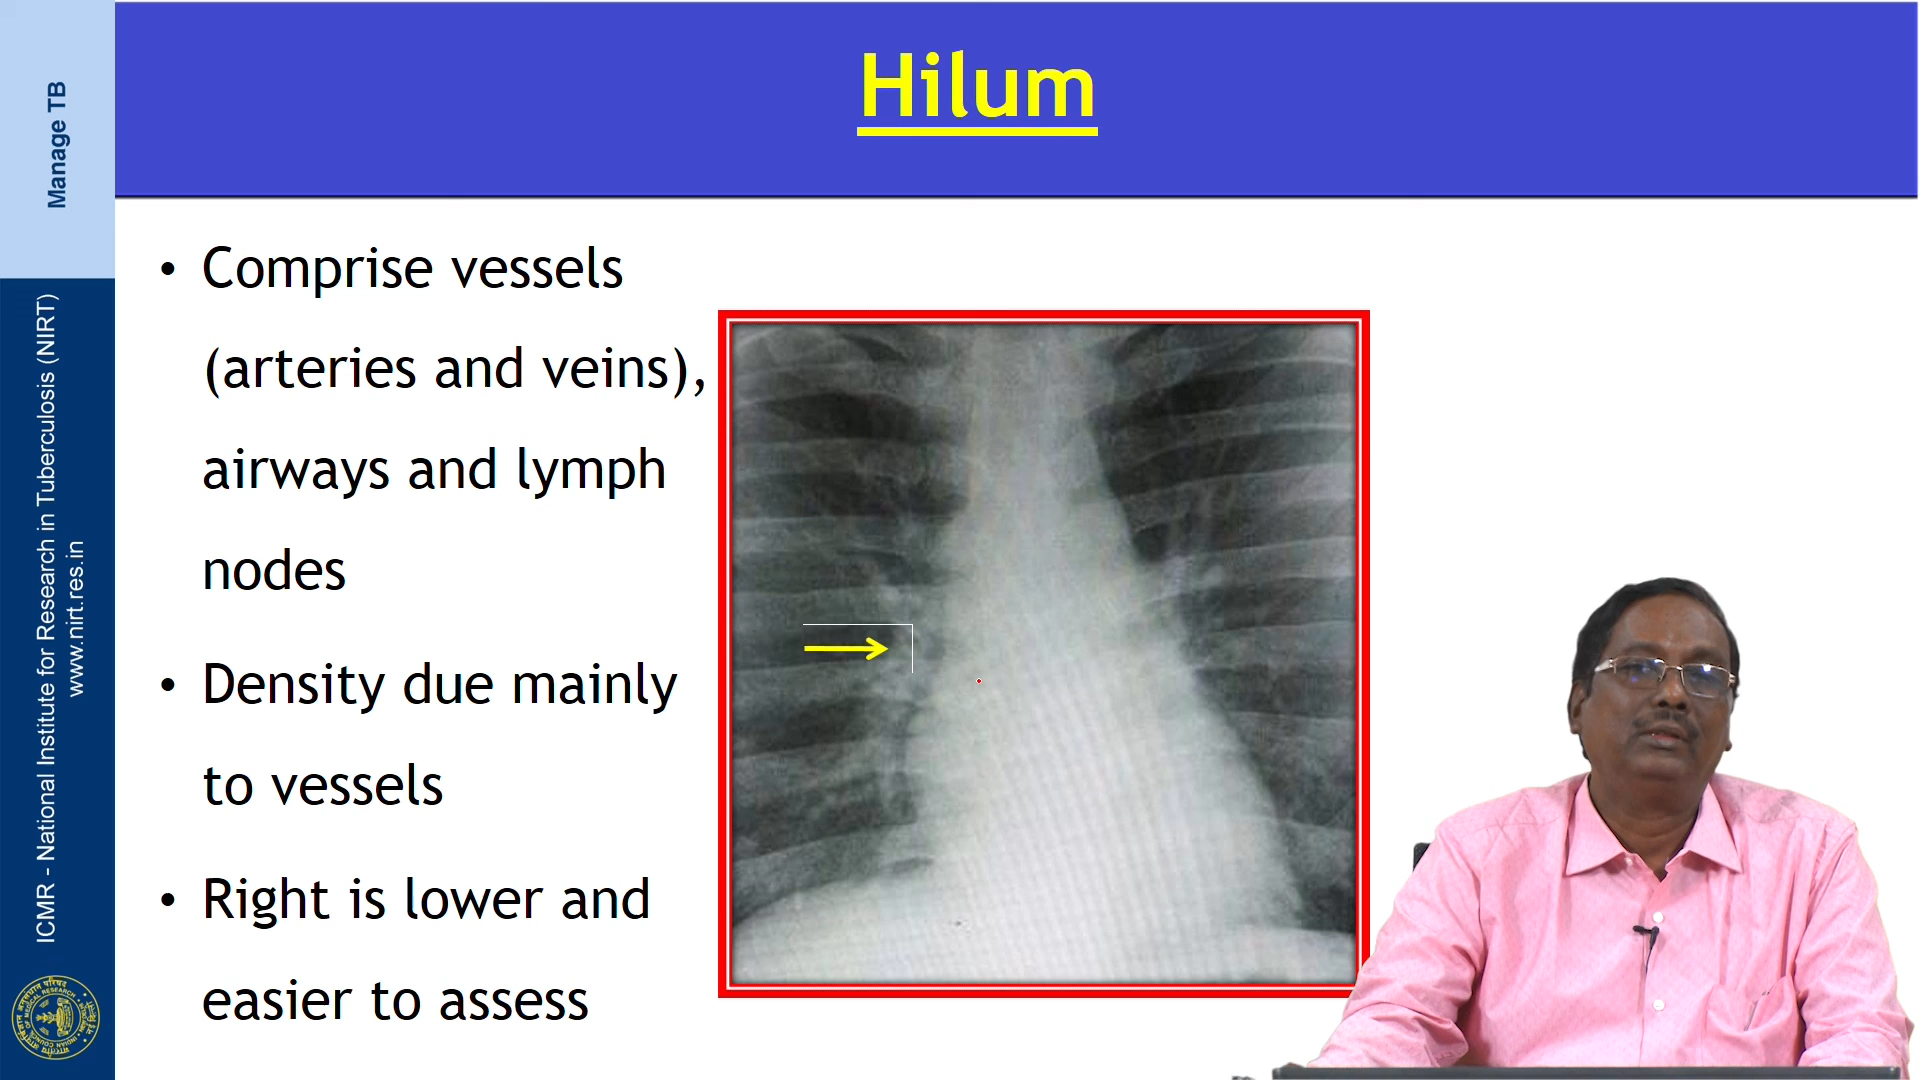 Manage TB
ICMR - National Institute for Research in Tuberculosis (NIRT)
www.nirt.res.in
Hilum
• Comprise vessels
(arteries and veins),
airways and lymph
nodes
• Density due mainly
to vessels
• Right is lower and
easier to assess